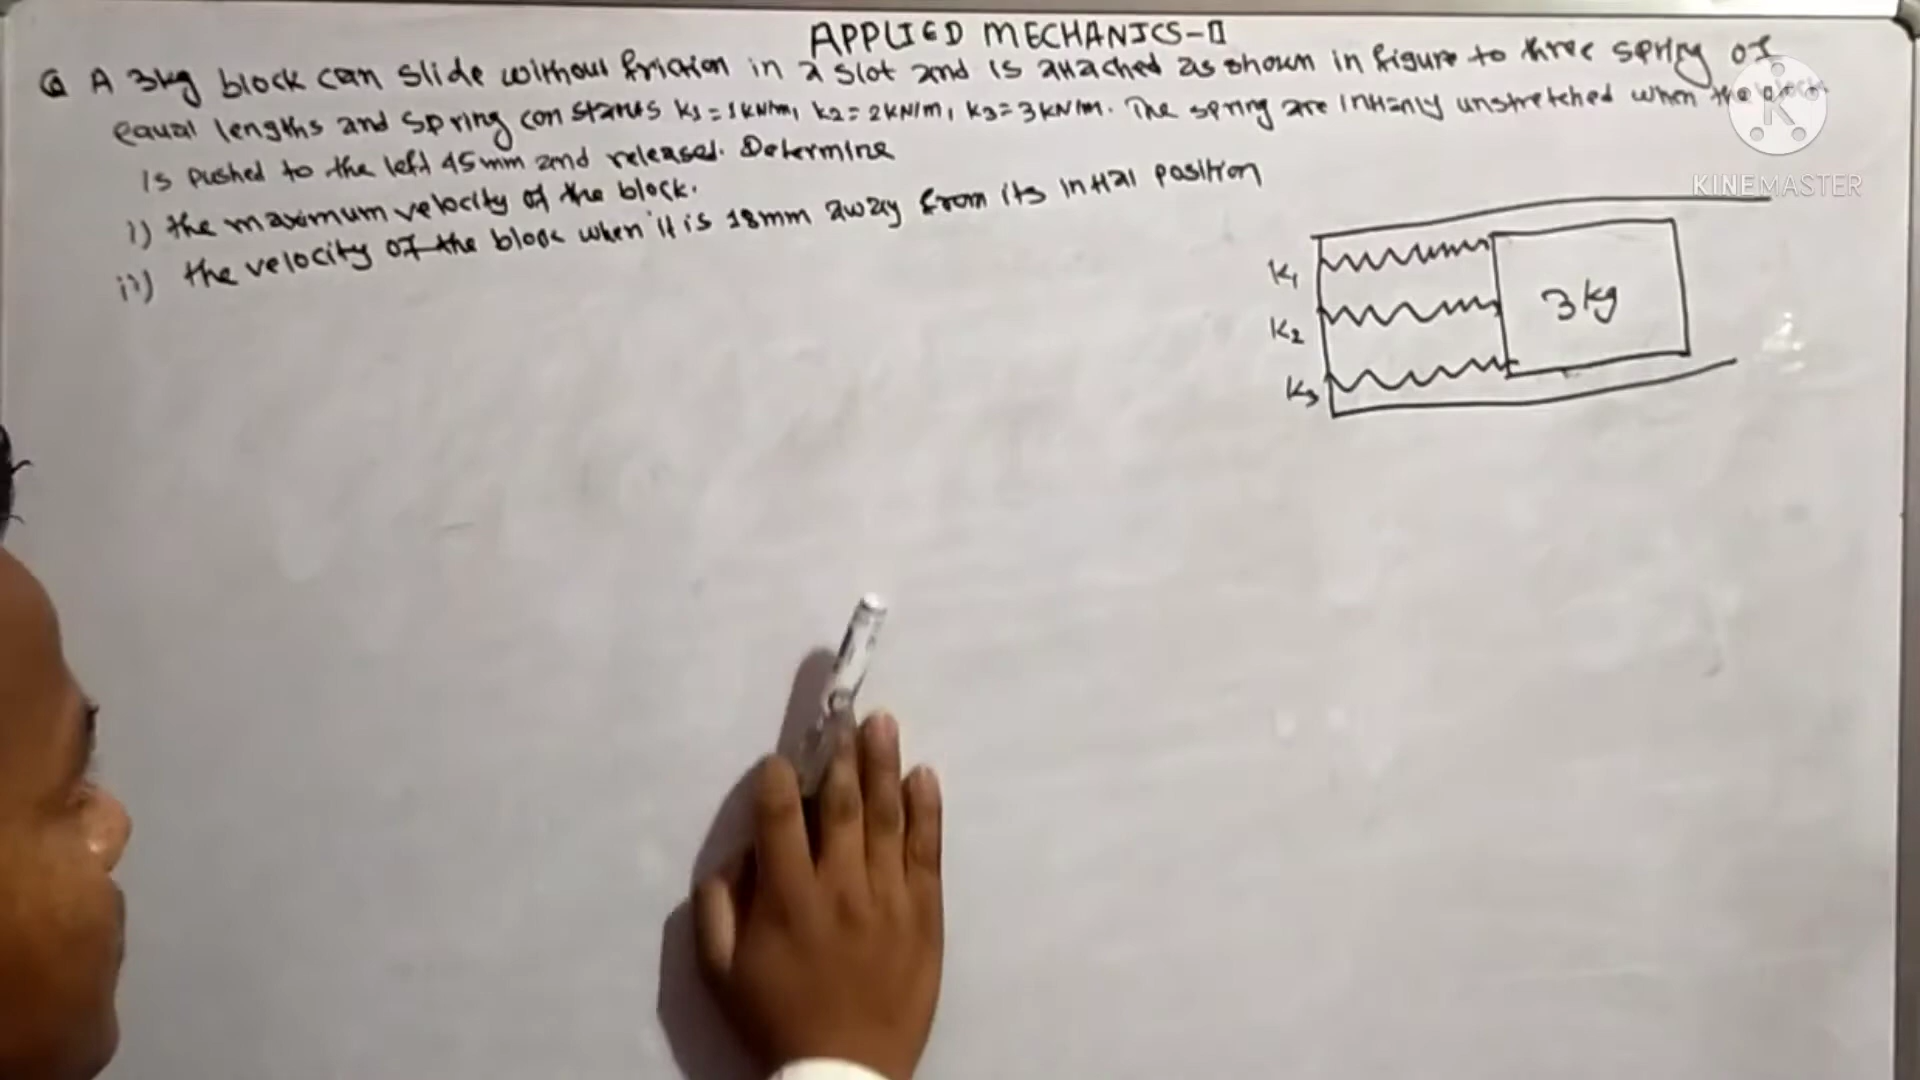 APPLIED MECHANICS-II
Q A 3kg block can slide without friction in a slot and is attached as shown in figure to three spring of
equal lengths and spring constants K1 = 1kN/m, K2 = 2kN/m, K3 = 3kN/m. The spring are initially unstretched when the block
is pushed to the left 45mm and released. Determine
i) the maximum velocity of the block.
ii) the velocity of the block when it is 18mm away from its initial position
K1
K2
K3
3kg
K
KINEMASTER